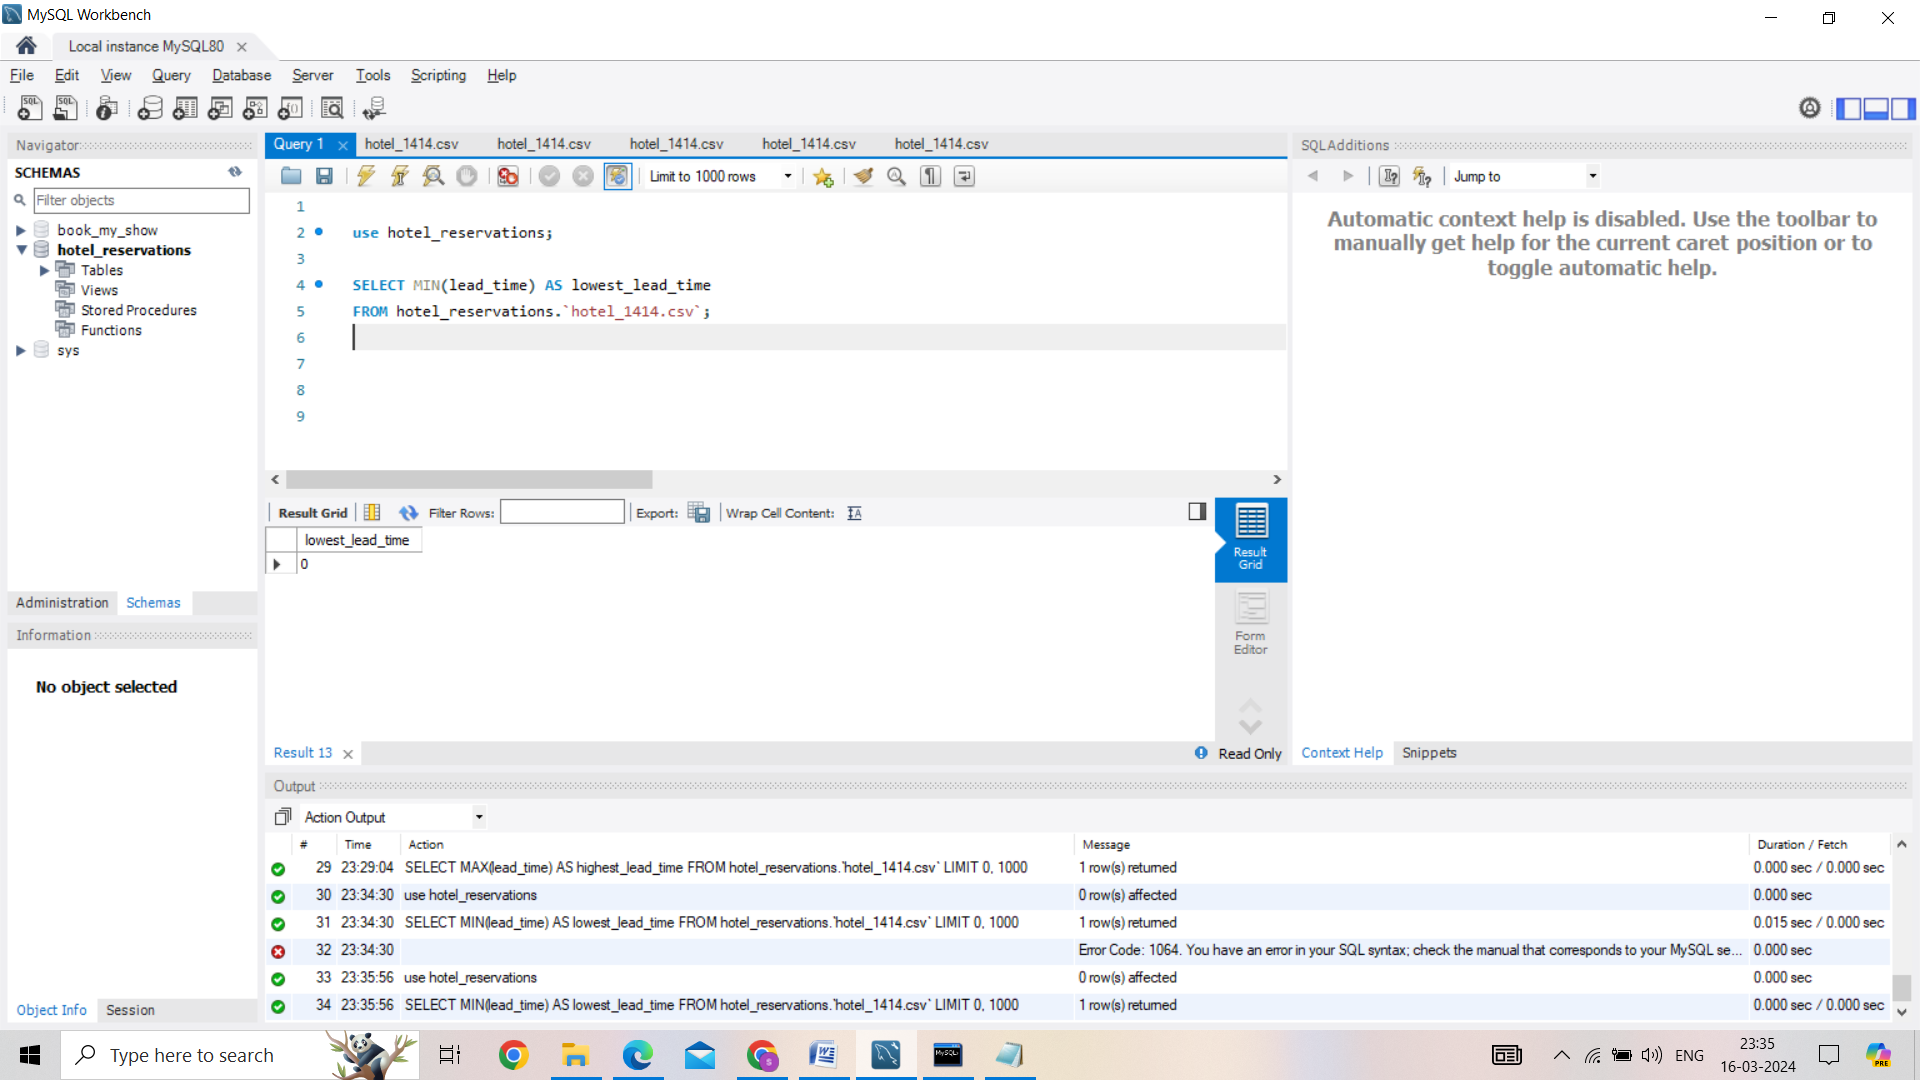 MySQL Workbench
Local instance MySQL80
File Edit View Query Database Server Tools Scripting Help
Navigator
SCHEMAS
Filter objects
book_my_show
hotel_reservations
Tables
Views
Stored Procedures
Functions
sys
Administration Schemas
Information
No object selected
Object Info Session
Query 1 hotel_1414.csv hotel_1414.csv hotel_1414.csv hotel_1414.csv hotel_1414.csv
Limit to 1000 rows
1
2 use hotel_reservations;
3
4 SELECT MIN(lead_time) AS lowest_lead_time
5 FROM hotel_reservations.`hotel_1414.csv`;
6
7
8
9
Result Grid Filter Rows: Export: Wrap Cell Content:
lowest_lead_time
0
Result Grid
Form Editor
Result 13
Read Only
SQLAdditions
Jump to
Automatic context help is disabled. Use the toolbar to
manually get help for the current caret position or to
toggle automatic help.
Context Help Snippets
Output
Action Output
# Time Action Message Duration / Fetch
29 23:29:04 SELECT MAX(lead_time) AS highest_lead_time FROM hotel_reservations.`hotel_1414.csv` LIMIT 0, 1000 1 row(s) returned 0.000 sec / 0.000 sec
30 23:34:30 use hotel_reservations 0 row(s) affected 0.000 sec
31 23:34:30 SELECT MIN(lead_time) AS lowest_lead_time FROM hotel_reservations.`hotel_1414.csv` LIMIT 0, 1000 1 row(s) returned 0.015 sec / 0.000 sec
32 23:34:30 Error Code: 1064. You have an error in your SQL syntax; check the manual that corresponds to your MySQL se... 0.000 sec
33 23:35:56 use hotel_reservations 0 row(s) affected 0.000 sec
34 23:35:56 SELECT MIN(lead_time) AS lowest_lead_time FROM hotel_reservations.`hotel_1414.csv` LIMIT 0, 1000 1 row(s) returned 0.000 sec / 0.000 sec
Type here to search
ENG
23:35
16-03-2024